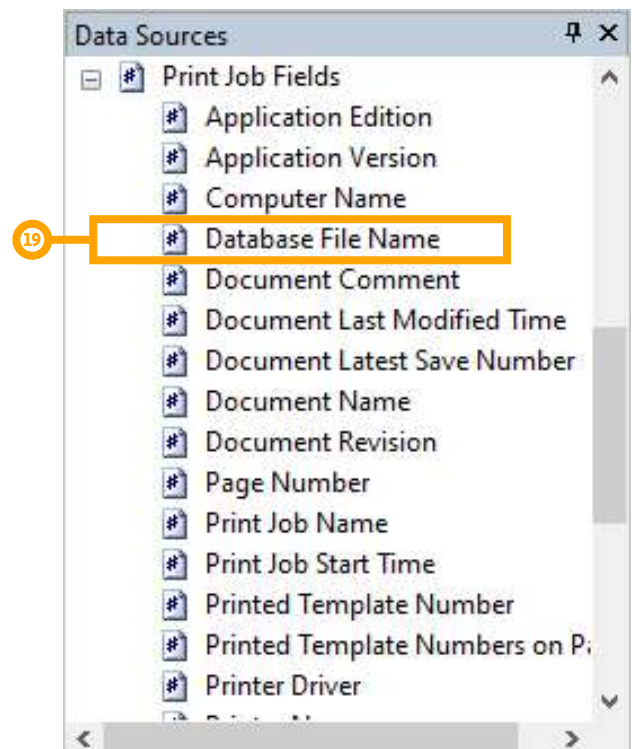 Data Sources
Print Job Fields
Application Edition
Application Version
Computer Name
19
Database File Name
Document Comment
Document Last Modified Time
Document Latest Save Number
Document Name
Document Revision
Page Number
Print Job Name
Print Job Start Time
Printed Template Number
Printed Template Numbers on
Printer Driver